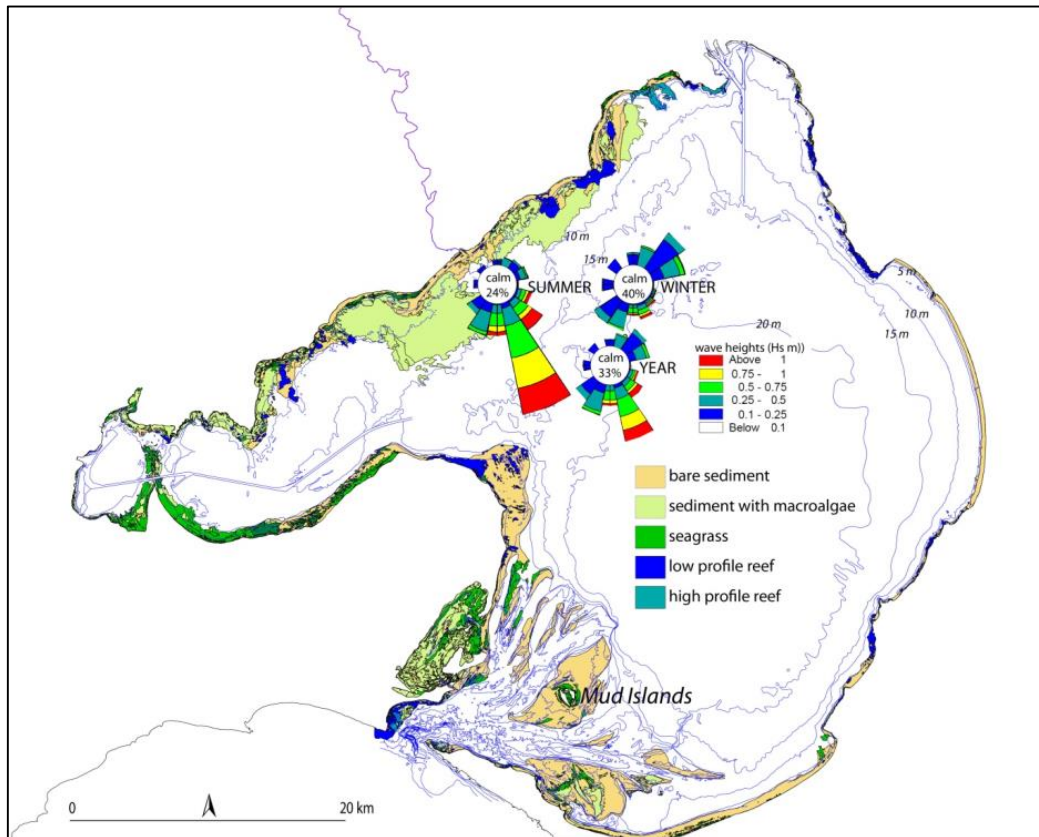 10 m
15 m
calm
24%
SUMMER
calm
40%
WINTER
calm
33%
YEAR
5 m
10 m
15 m
20 m
wave heights (Hs m))
Above 1
0.75 - 1
0.5 - 0.75
0.25 - 0.5
0.1 - 0.25
Below 0.1
bare sediment
sediment with macroalgae
seagrass
low profile reef
high profile reef
Mud Islands
0 20 km